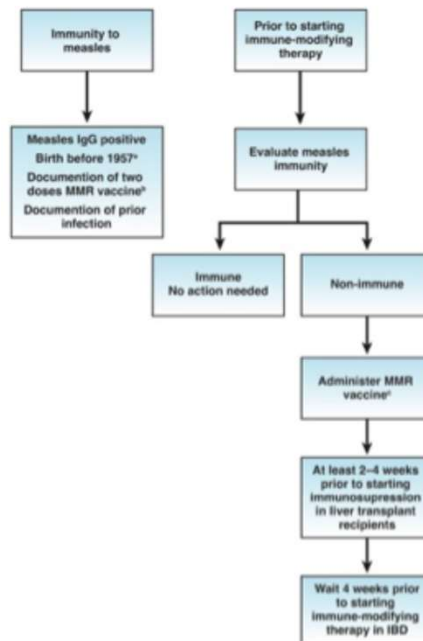 Immunity to
measles
Measles IgG positive
Birth before 1957ᵃ
Documention of two
doses MMR vaccineᵇ
Documention of prior
infection
Prior to starting
immune-modifying
therapy
Evaluate measles
immunity
Immune
No action needed
Non-immune
Administer MMR
vaccineᶜ
At least 2–4 weeks
prior to starting
immunosupression
in liver transplant
recipients
Wait 4 weeks prior
to starting
immune-modifying
therapy in IBD